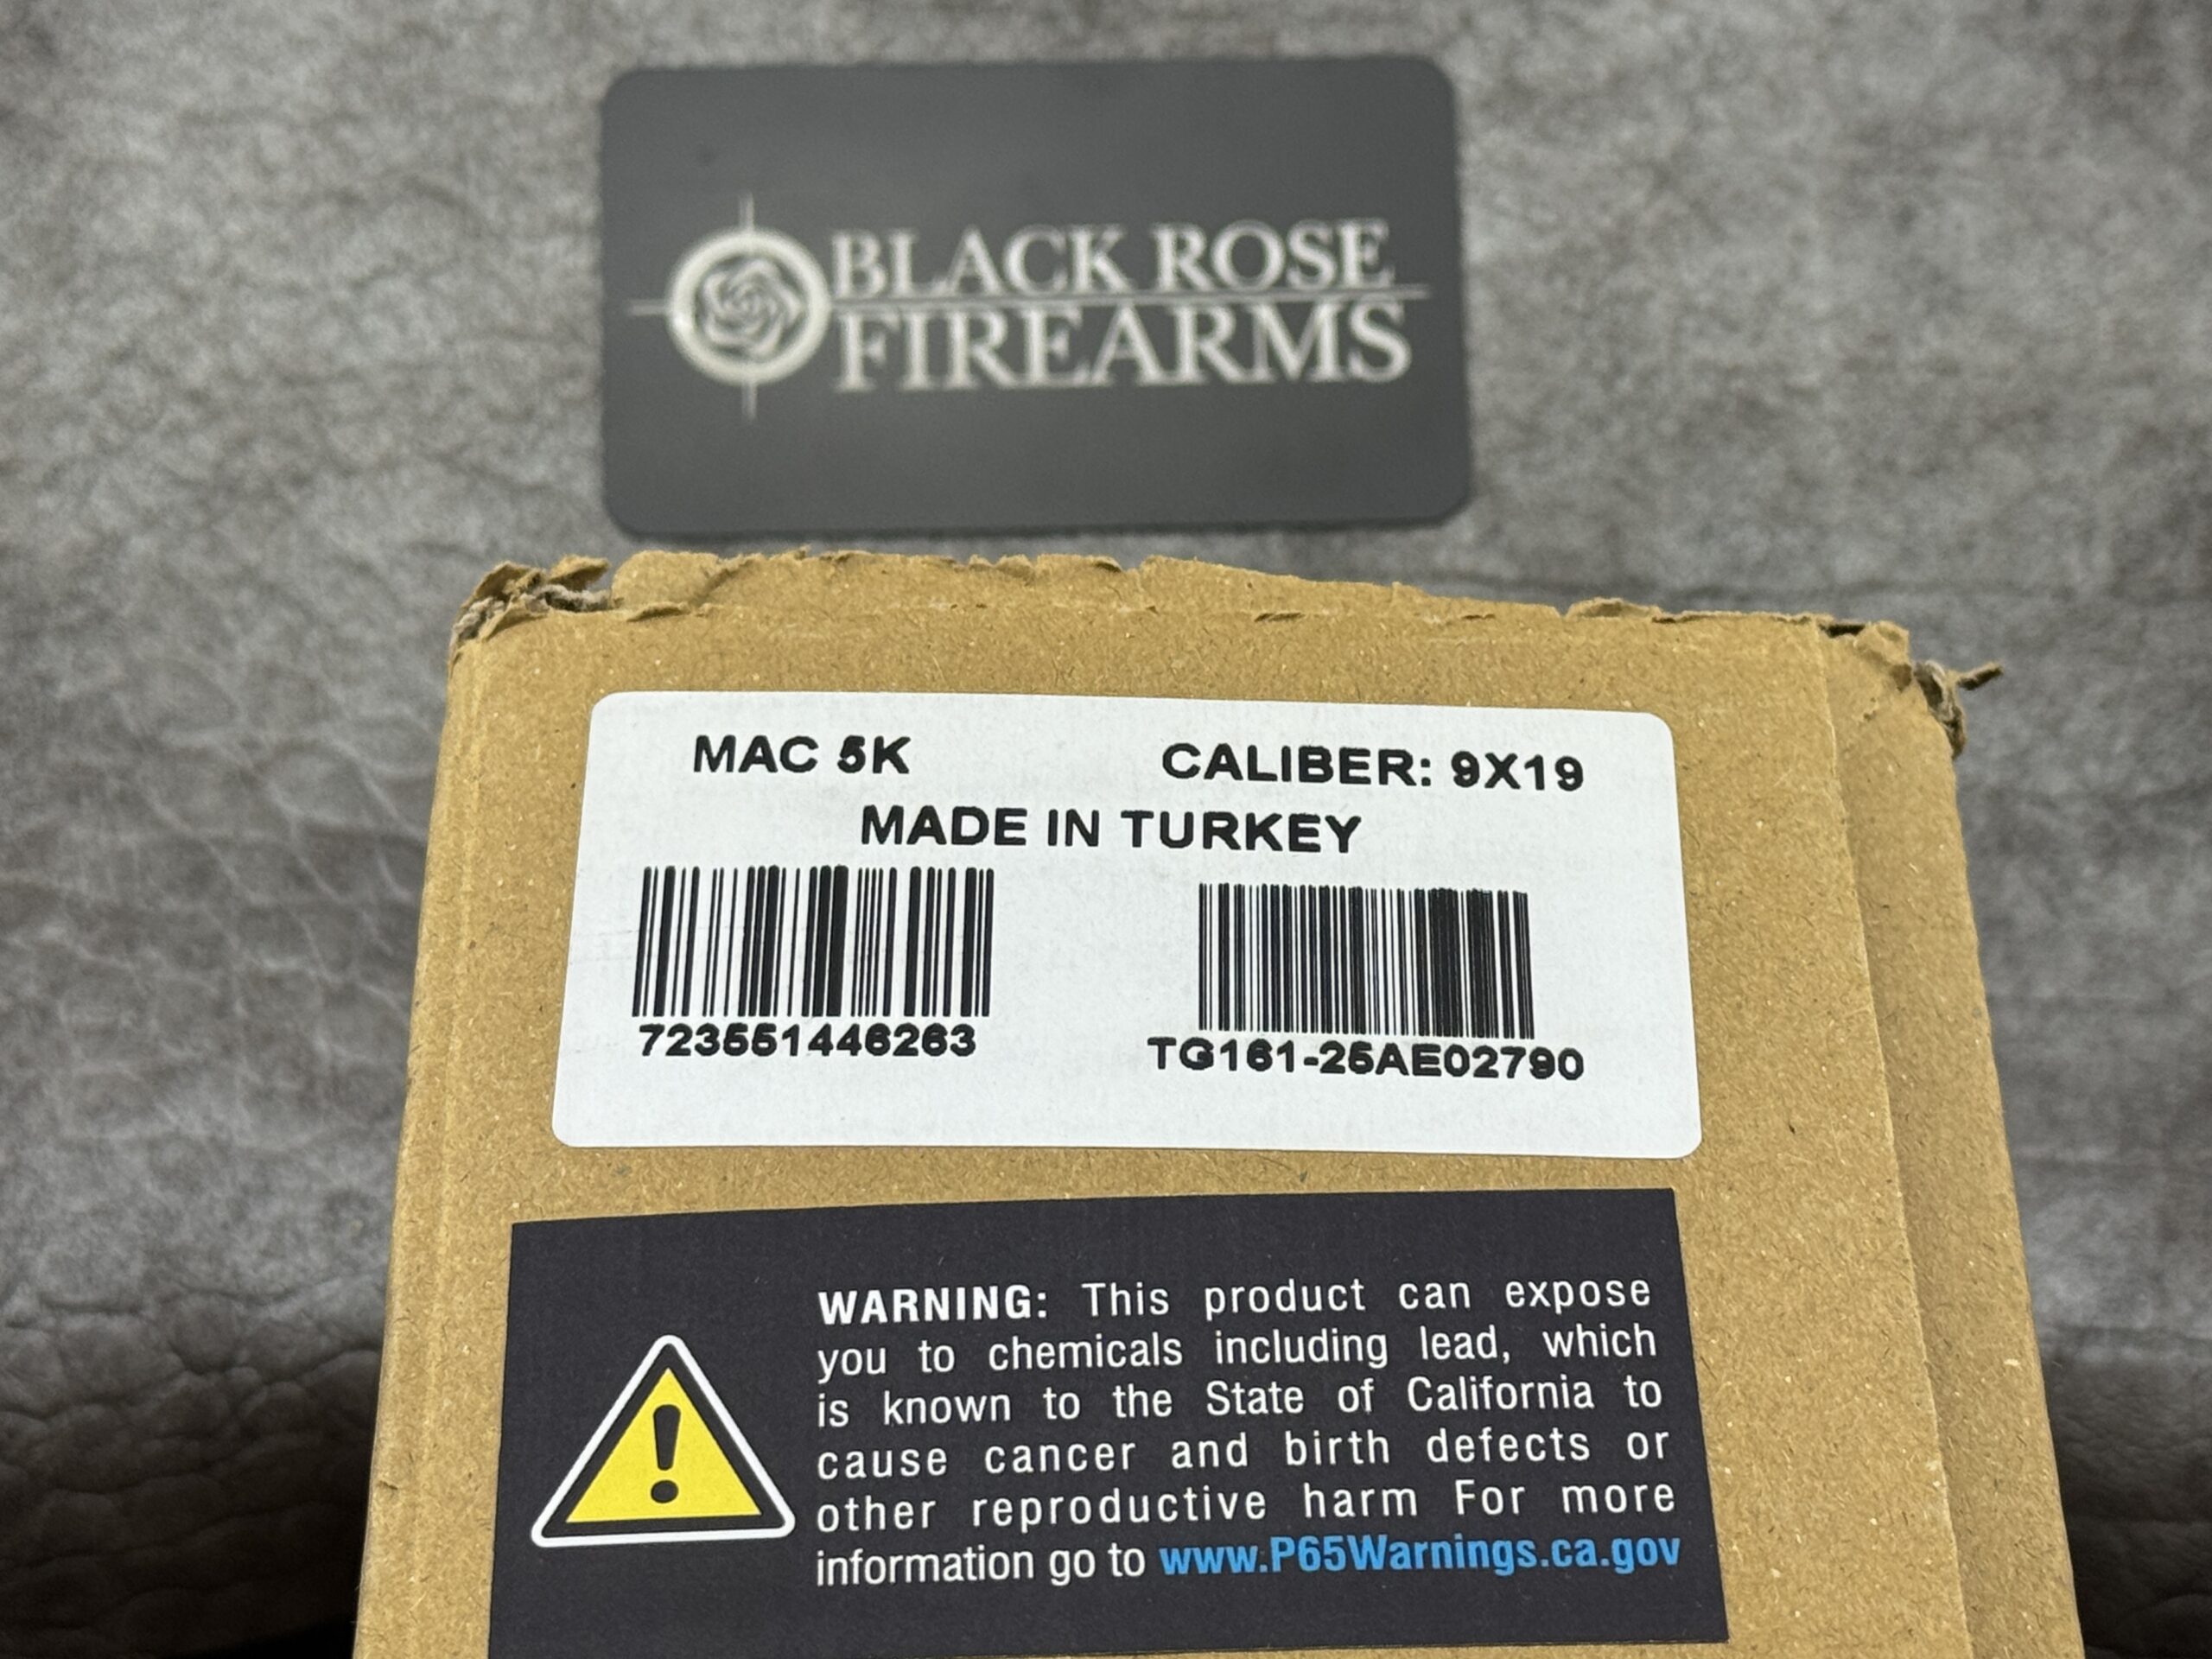 BLACK ROSE
FIREARMS
MAC 5K
CALIBER: 9X19
MADE IN TURKEY
723551446263
TG161-25AE02790
WARNING: This product can expose
you to chemicals including lead, which
is known to the State of California to
cause cancer and birth defects or
other reproductive harm For more
information go to www.P65Warnings.ca.gov